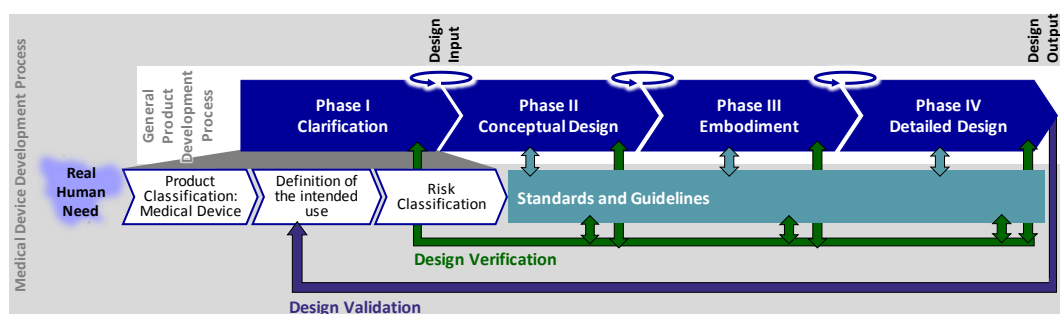 Medical Device Development Process
General
Product
Development
Process
Design
Input
Design
Output
Phase I
Clarification
Phase II
Conceptual Design
Phase III
Embodiment
Phase IV
Detailed Design
Real
Human
Need
Product
Classification:
Medical Device
Definition of
the intended
use
Risk
Classification
Standards and Guidelines
Design Verification
Design Validation